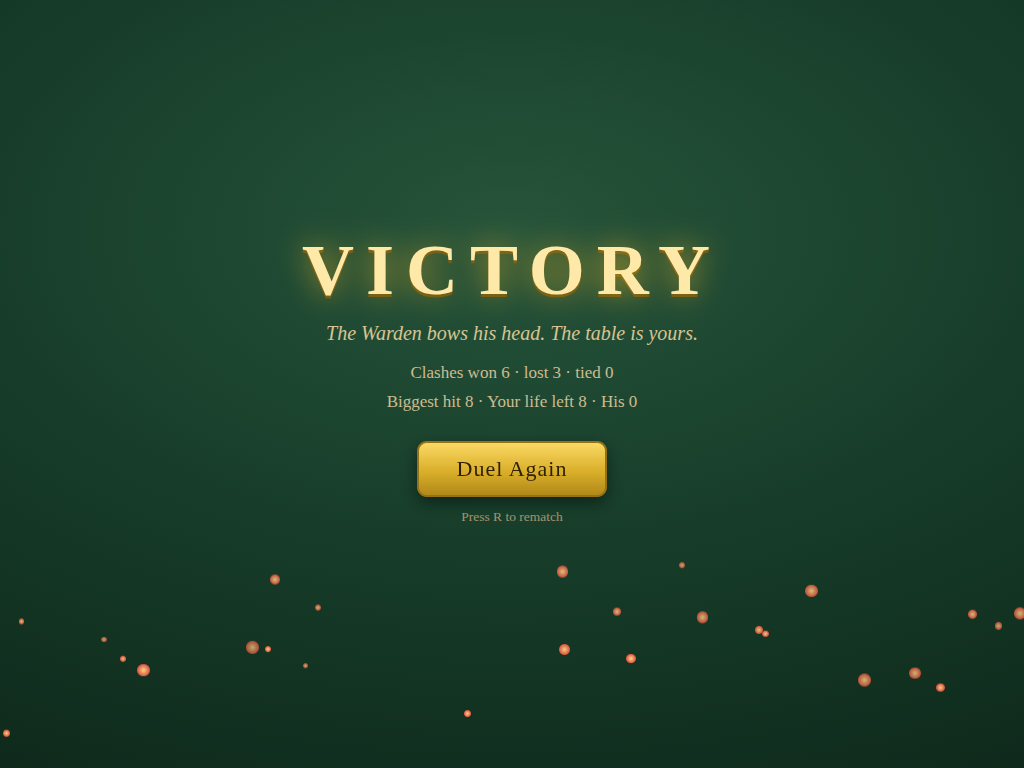 VICTORY
The Warden bows his head. The table is yours.
Clashes won 6 · lost 3 · tied 0
Biggest hit 8 · Your life left 8 · His 0
Duel Again
Press R to rematch